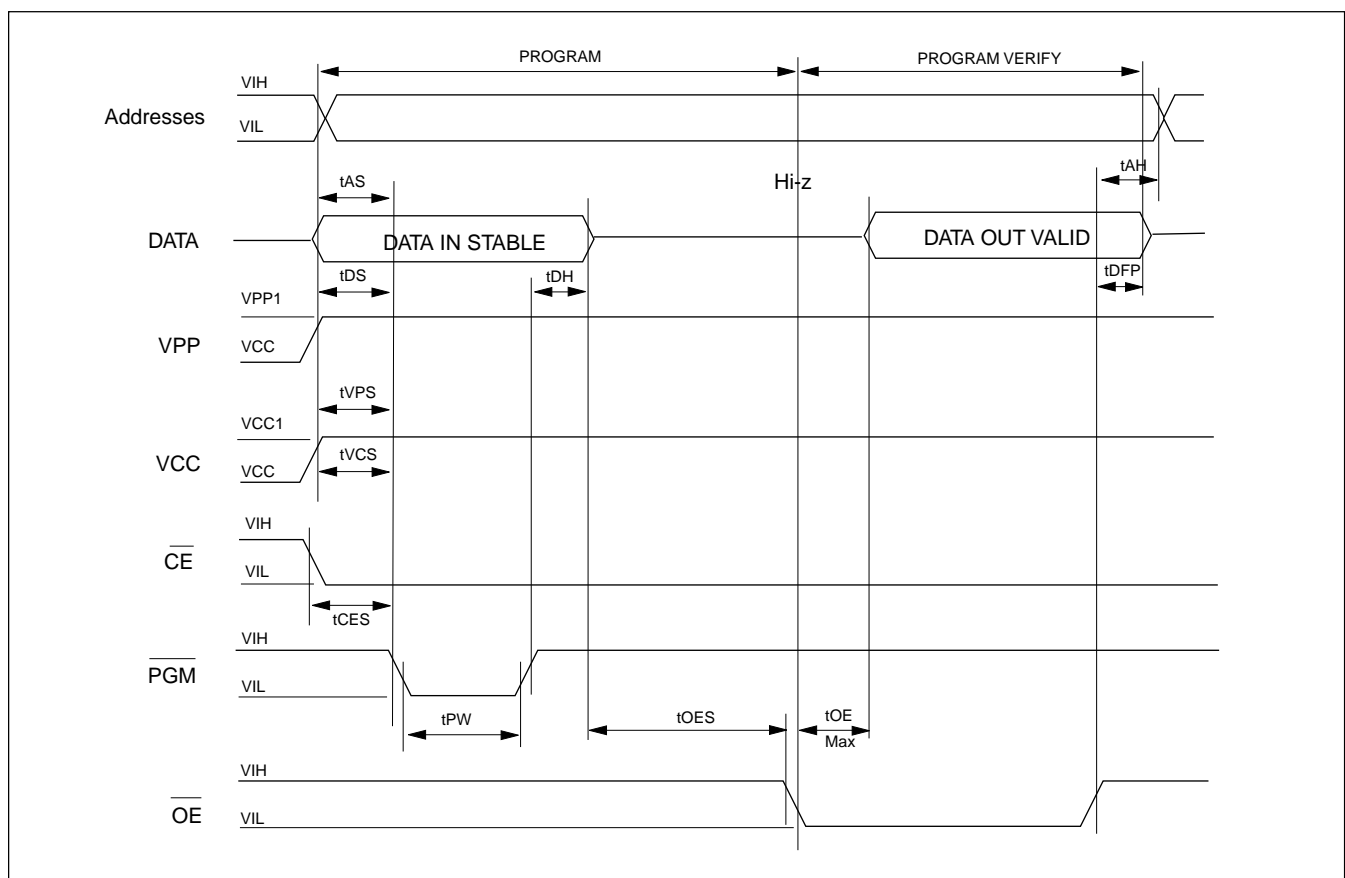 PROGRAM
PROGRAM VERIFY
VIH
Addresses
VIL
tAS
Hi-z
tAH
DATA
DATA IN STABLE
DATA OUT VALID
tDS
tDH
tDFP
VPP1
VPP
VCC
tVPS
VCC1
VCC
VCC
tVCS
VIH
CE
VIL
tCES
VIH
PGM
VIL
tPW
tOES
tOE
Max
VIH
OE
VIL